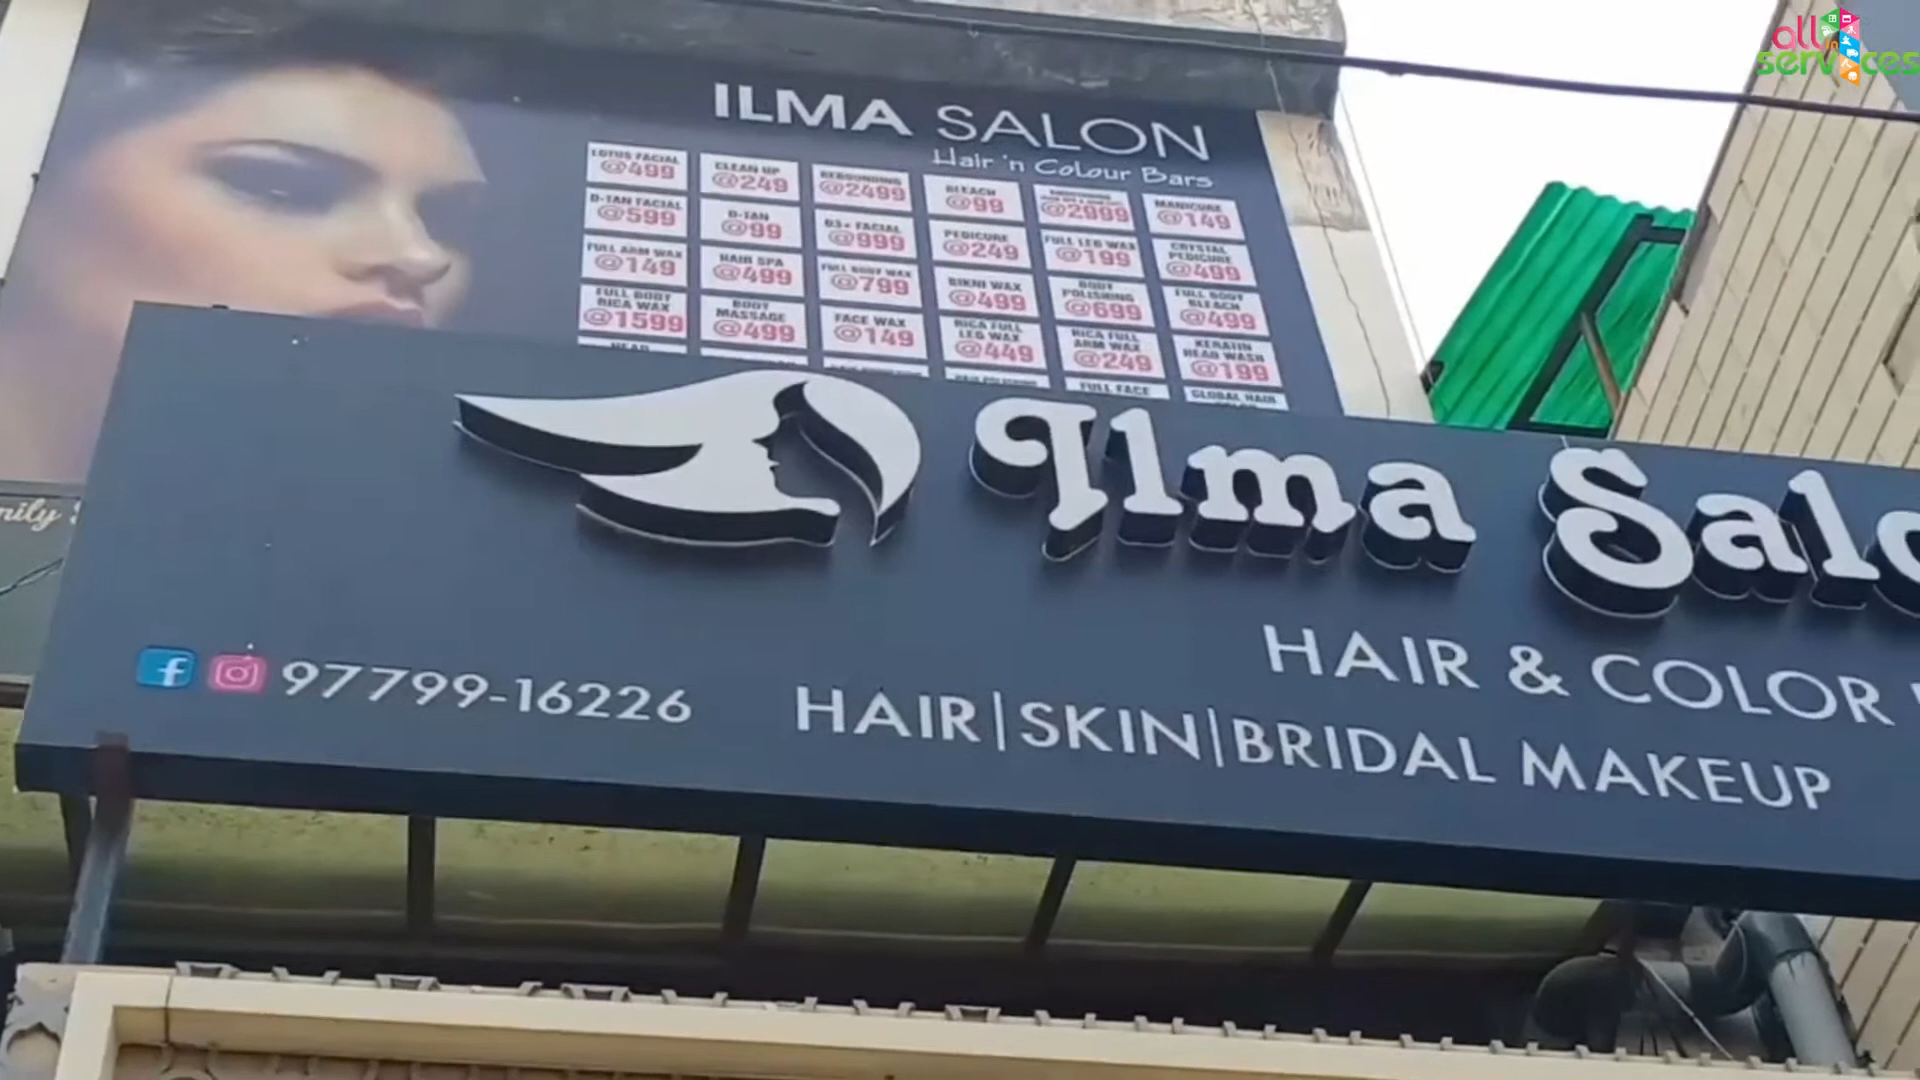 all in
services
ILMA SALON
Hair 'n Colour Bars
LOTUS FACIAL
@499
CLEAN UP
@249
REBOUNDING
@2499
BLEACH
@99
@2999
MANICURE
@149
D-TAN FACIAL
@599
D-TAN
@99
O3+ FACIAL
@999
PEDICURE
@249
FULL LEG WAX
@199
CRYSTAL
PEDICURE
@499
FULL ARM WAX
@149
HAIR SPA
@499
FULL BODY WAX
@799
BIKNI WAX
@499
BODY
POLISHING
@699
FULL BODY
BLEACH
@499
FULL BODY
RICA WAX
@1599
BODY
MASSAGE
@499
FACE WAX
@149
RICA FULL
LEG WAX
@449
RICA FULL
ARM WAX
@249
KERATIN
HEAD WASH
@199
HEAD
FULL FACE
GLOBAL HAIR
mily S
Ilma Salo
HAIR & COLOR
97799-16226
HAIR|SKIN|BRIDAL MAKEUP